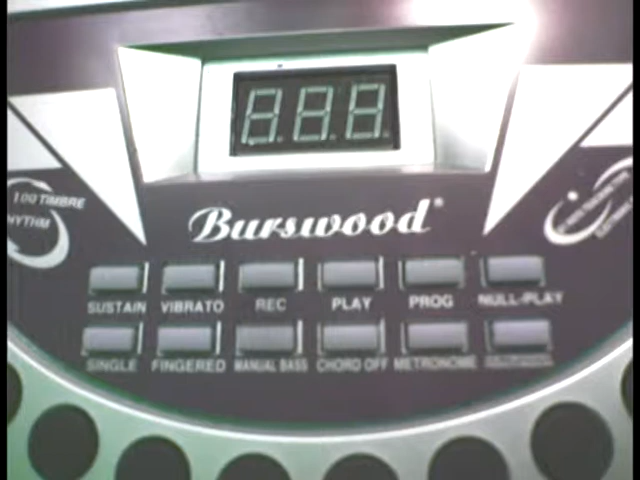 100 TIMBRE
RHYTHM
Burswood®
SUSTAIN VIBRATO REC PLAY PROG NULL-PLAY
SINGLE FINGERED MANUAL BASS CHORD OFF METRONOME